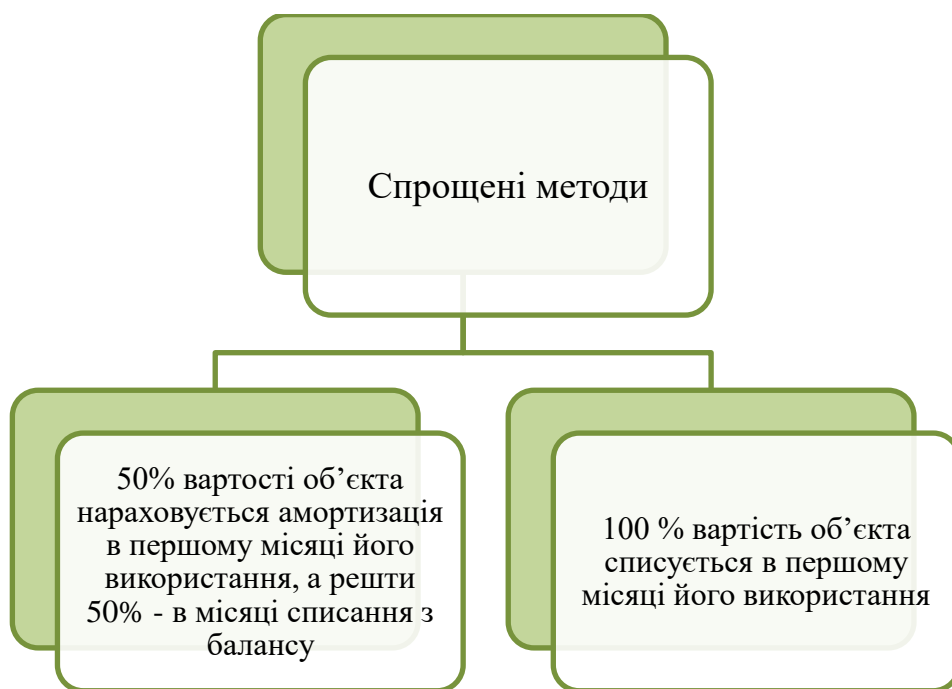 Спрощені методи
50% вартості об’єкта
нараховується амортизація
в першому місяці його
використання, а решти
50% - в місяці списання з
балансу
100 % вартість об’єкта
списується в першому
місяці його використання